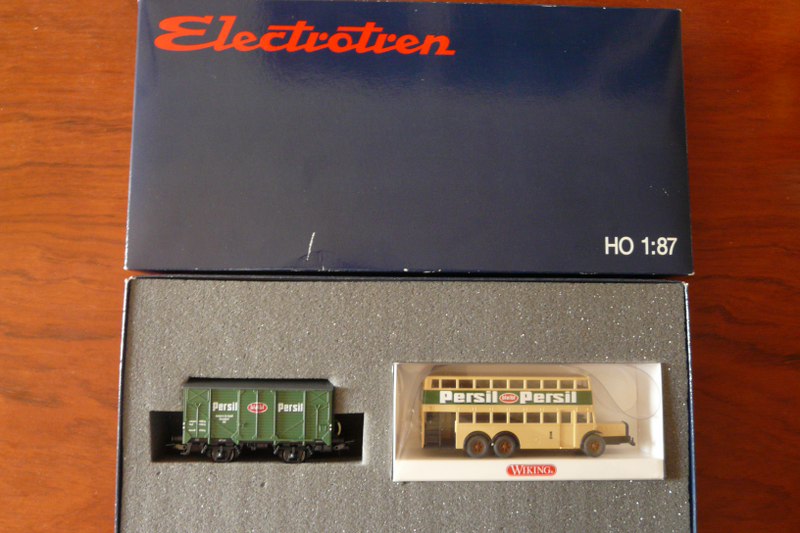 Electrotren
HO 1:87
Persil Persil
Persil Persil
WIKING